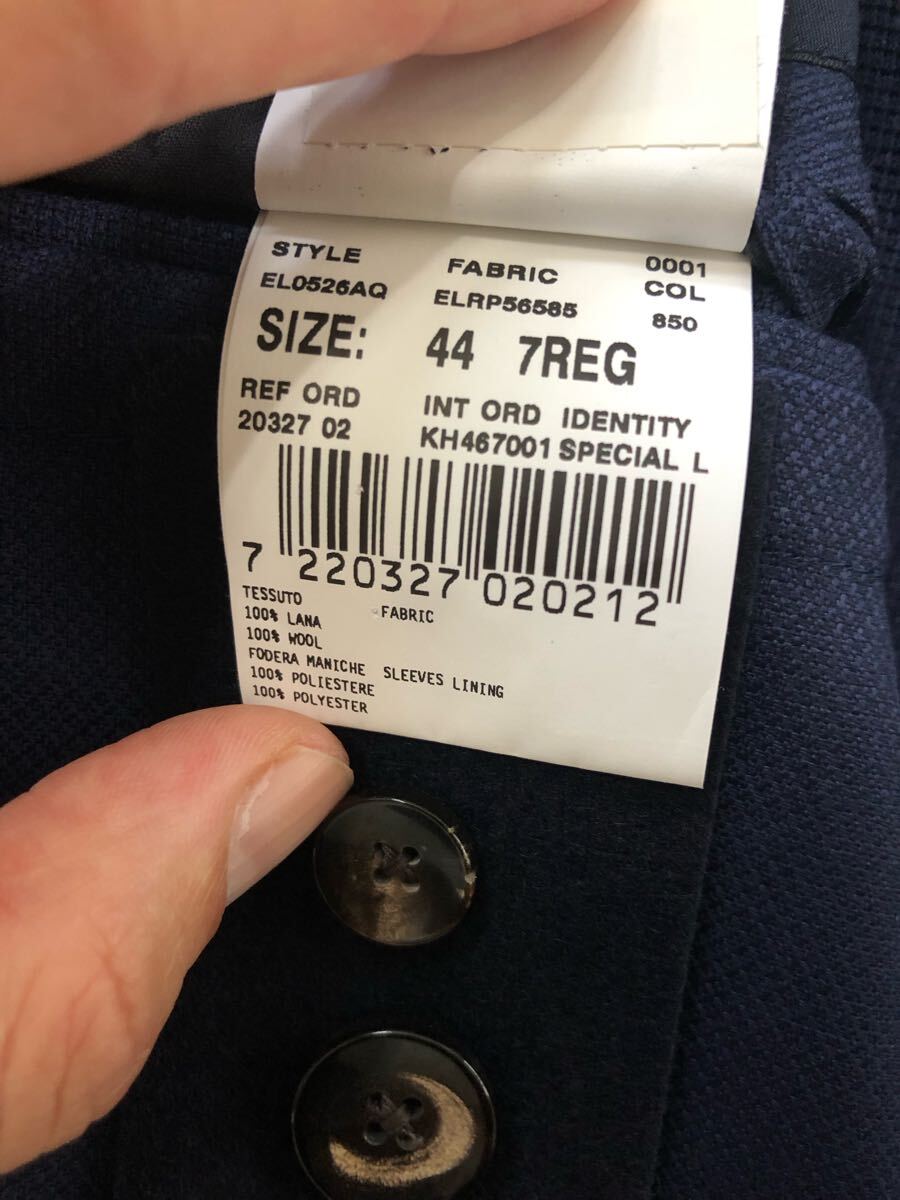 STYLE FABRIC 0001
EL0526AQ ELRP56585 COL
850
SIZE: 44 7REG
REF ORD INT ORD IDENTITY
20327 02 KH467001 SPECIAL L
7 220327 020212
TESSUTO FABRIC
100% LANA
100% WOOL
FODERA MANICHE SLEEVES LINING
100% POLIESTERE
100% POLYESTER